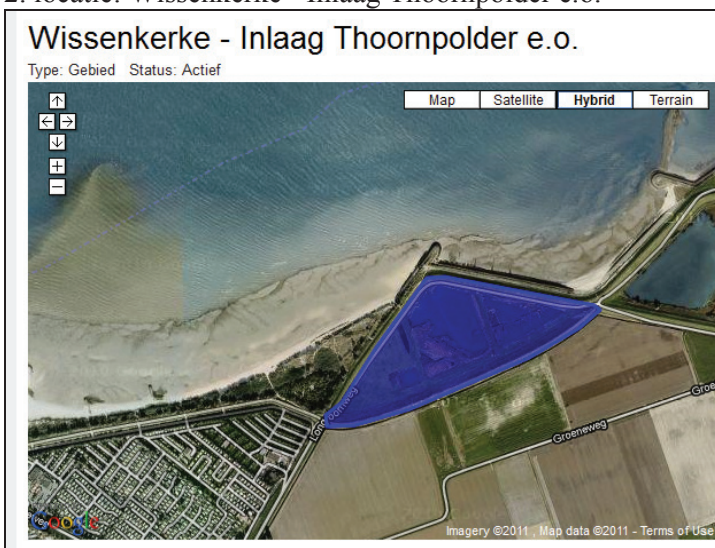 2. locatie: Wissenkerke - Inlaag Thoornpolder e.o.
Wissenkerke - Inlaag Thoornpolder e.o.
Type: Gebied Status: Actief
Map Satellite Hybrid Terrain
Groeneweg
Google
Imagery ©2011 , Map data ©2011 - Terms of Use